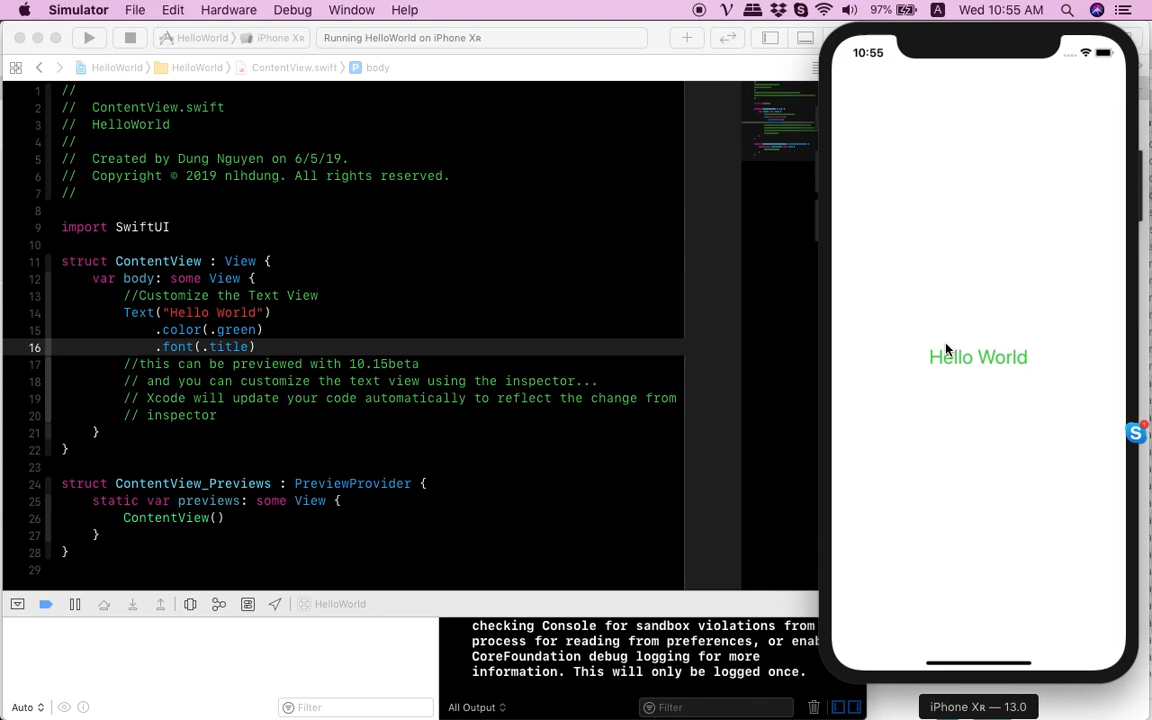 Simulator File Edit Hardware Debug Window Help 97% A Wed 10:55 AM
HelloWorld iPhone Xʀ Running HelloWorld on iPhone Xʀ
HelloWorld HelloWorld ContentView.swift P body
1 //
2 // ContentView.swift
3 // HelloWorld
4 //
5 // Created by Dung Nguyen on 6/5/19.
6 // Copyright © 2019 nlhdung. All rights reserved.
7 //
8
9 import SwiftUI
10
11 struct ContentView : View {
12 var body: some View {
13 //Customize the Text View
14 Text("Hello World")
15 .color(.green)
16 .font(.title)
17 //this can be previewed with 10.15beta
18 // and you can customize the text view using the inspector...
19 // Xcode will update your code automatically to reflect the change from
20 // inspector
21 }
22 }
23
24 struct ContentView_Previews : PreviewProvider {
25 static var previews: some View {
26 ContentView()
27 }
28 }
29
HelloWorld
checking Console for sandbox violations from
process for reading from preferences, or enab
CoreFoundation debug logging for more
information. This will only be logged once.
Auto Filter All Output Filter
10:55
Hello World
iPhone Xʀ — 13.0